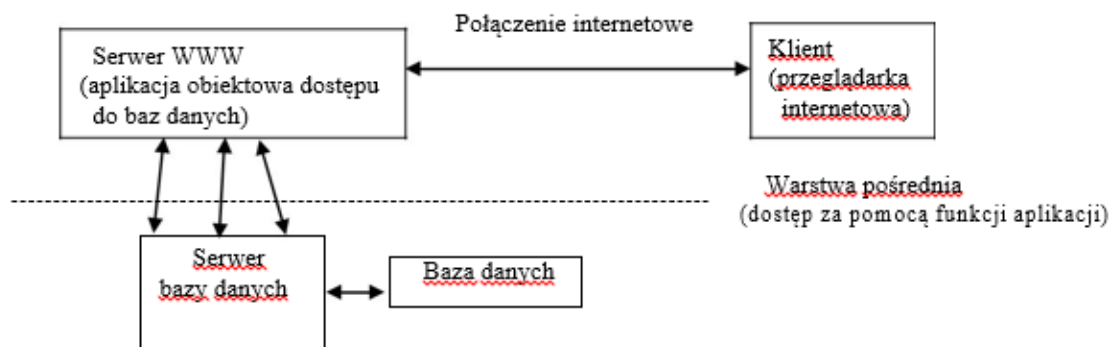 Połączenie internetowe
Serwer WWW
(aplikacja obiektowa dostępu
do baz danych)
Klient
(przeglądarka
internetowa)
Warstwa pośrednia
(dostęp za pomocą funkcji aplikacji)
Serwer
bazy danych
Baza danych